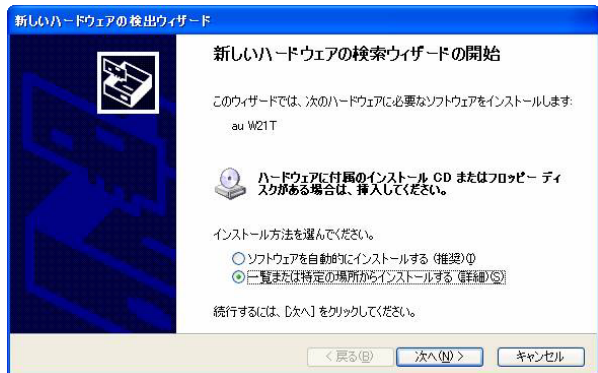 新しいハードウェアの検出ウィザード
新しいハードウェアの検索ウィザードの開始
このウィザードでは、次のハードウェアに必要なソフトウェアをインストールします:
au W21T
ハードウェアに付属のインストール CD またはフロッピー ディ
スクがある場合は、挿入してください。
インストール方法を選んでください。
ソフトウェアを自動的にインストールする (推奨)(I)
一覧または特定の場所からインストールする (詳細)(S)
続行するには、[次へ] をクリックしてください。
< 戻る(B)
次へ(N) >
キャンセル